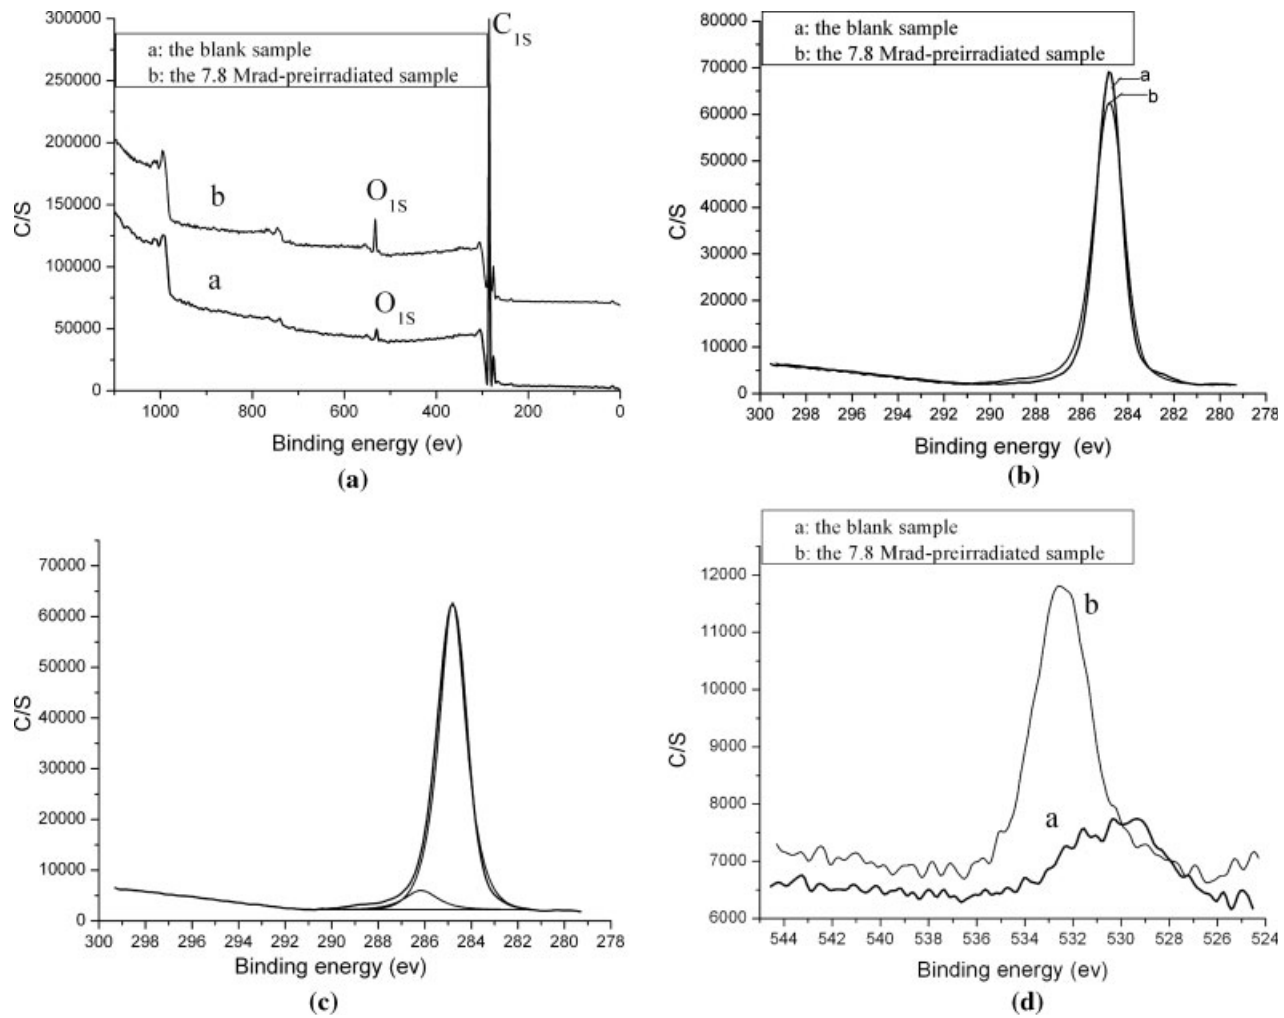 300000
C1S
a: the blank sample
b: the 7.8 Mrad-preirradiated sample
250000
200000
150000
100000
50000
0
C/S
b
O1S
a
O1S
1000 800 600 400 200 0
Binding energy (ev)
(a)
80000
a: the blank sample
b: the 7.8 Mrad-preirradiated sample
70000
60000
50000
40000
30000
20000
10000
0
C/S
a
b
300 298 296 294 292 290 288 286 284 282 280 278
Binding energy (ev)
(b)
70000
60000
50000
40000
30000
20000
10000
0
C/S
300 298 296 294 292 290 288 286 284 282 280 278
Binding energy (ev)
(c)
a: the blank sample
b: the 7.8 Mrad-preirradiated sample
12000
11000
10000
9000
8000
7000
6000
C/S
b
a
544 542 540 538 536 534 532 530 528 526 524
Binding energy (ev)
(d)